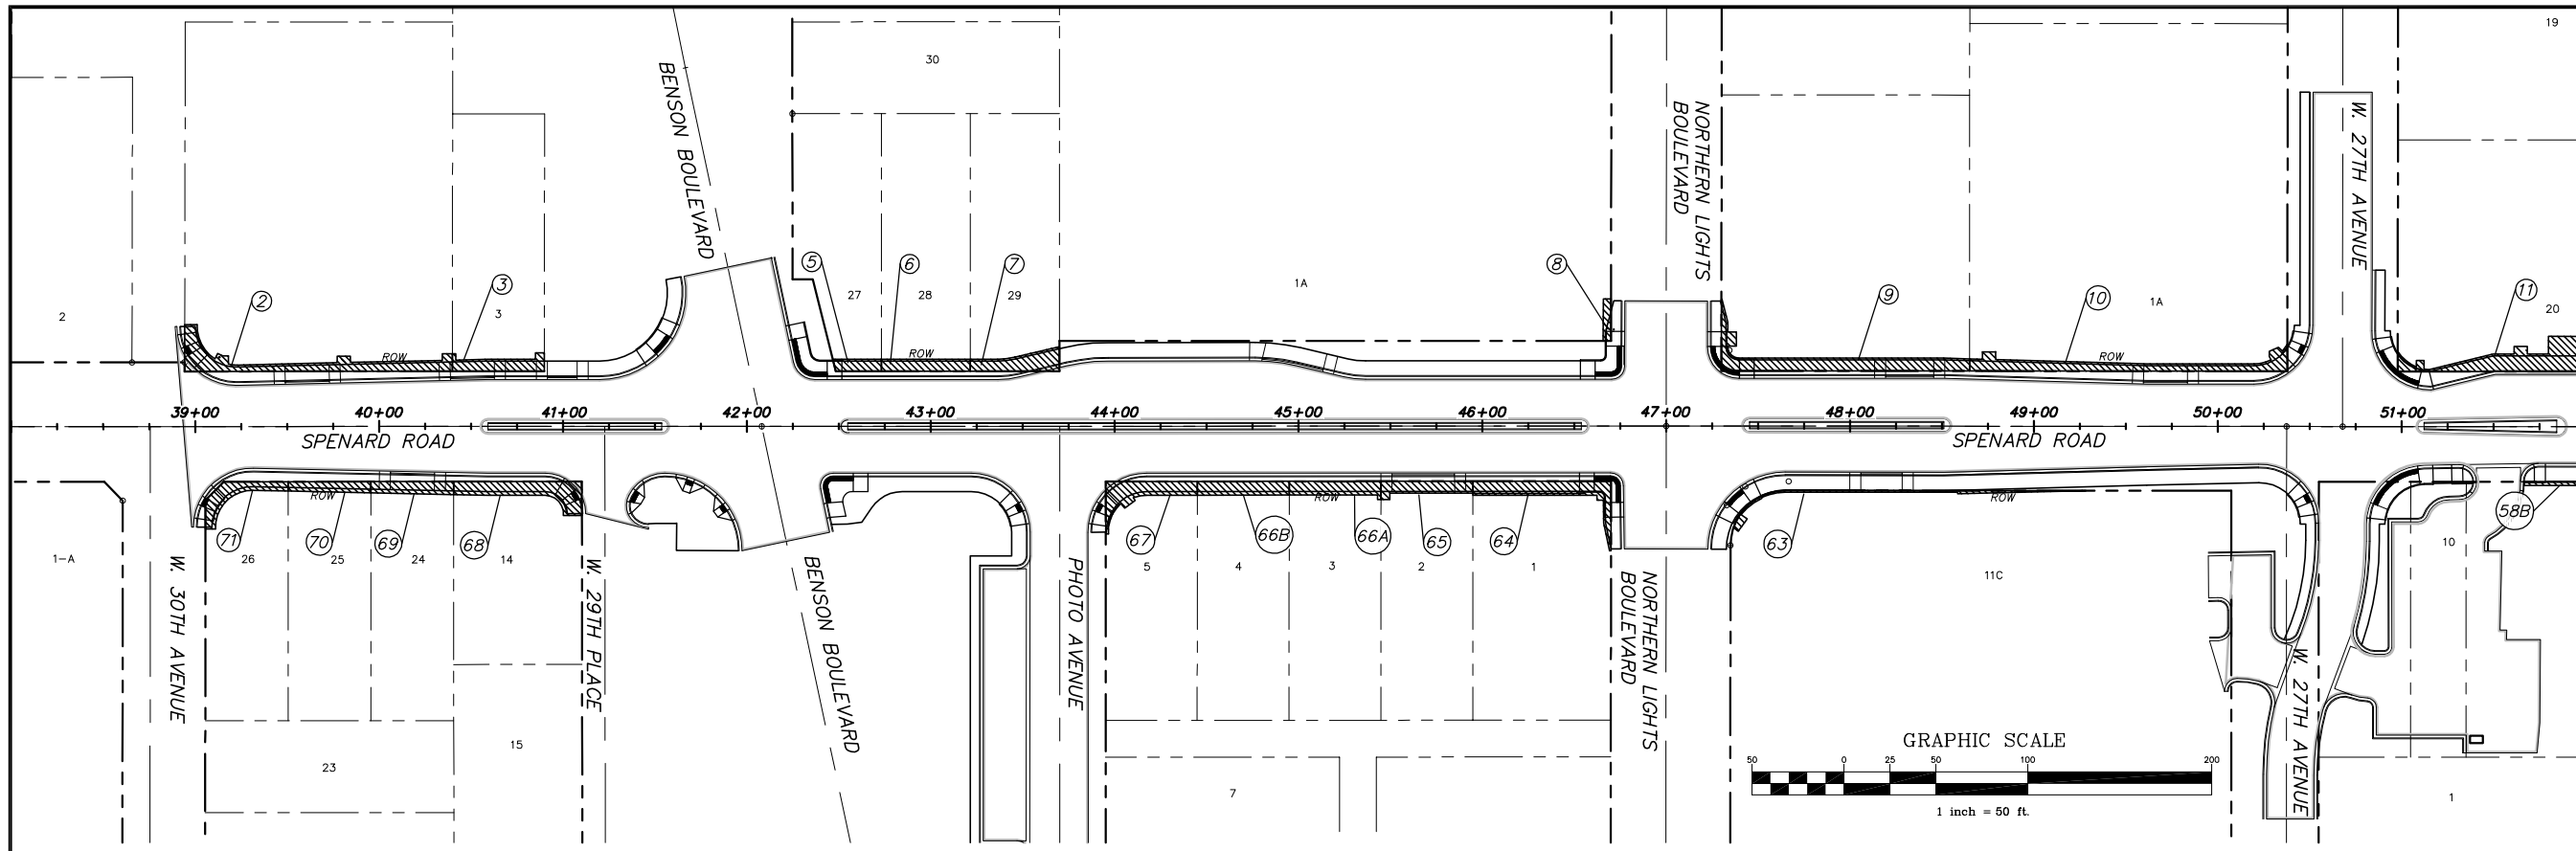 19
30
BENSON BOULEVARD
NORTHERN LIGHTS
BOULEVARD
W. 27TH AVENUE
5
6
7
8
2
3
9
10
11
27
28
29
1A
1A
20
2
3
ROW
ROW
ROW
39+00
40+00
41+00
42+00
43+00
44+00
45+00
46+00
47+00
48+00
49+00
50+00
51+00
SPENARD ROAD
SPENARD ROAD
ROW
ROW
ROW
71
70
69
68
67
66B
66A
65
64
63
58B
1-A
26
25
24
14
5
4
3
2
1
11C
10
W. 30TH AVENUE
W. 29TH PLACE
BENSON BOULEVARD
PHOTO AVENUE
NORTHERN LIGHTS
BOULEVARD
W. 27TH AVENUE
15
23
7
1
GRAPHIC SCALE
50 0 25 50 100 200
1 inch = 50 ft.